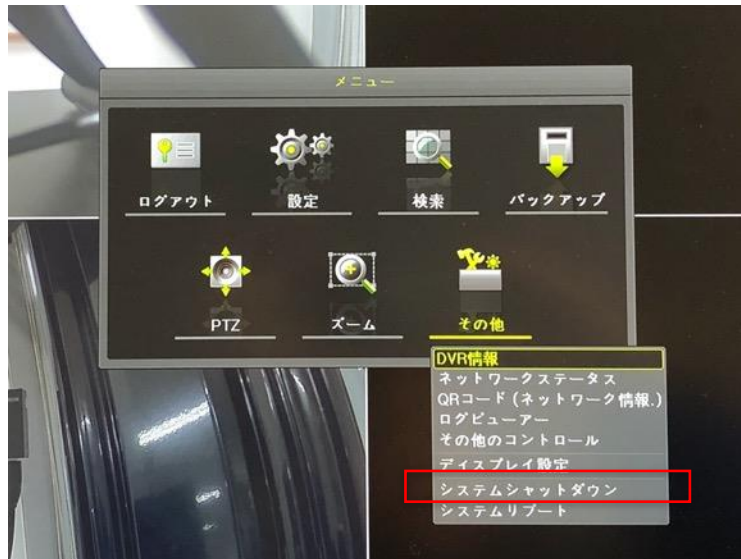 メニュー
ログアウト
設定
検索
バックアップ
PTZ
ズーム
その他
DVR情報
ネットワークステータス
QRコード (ネットワーク情報.)
ログビューアー
その他のコントロール
ディスプレイ設定
システムシャットダウン
システムリブート